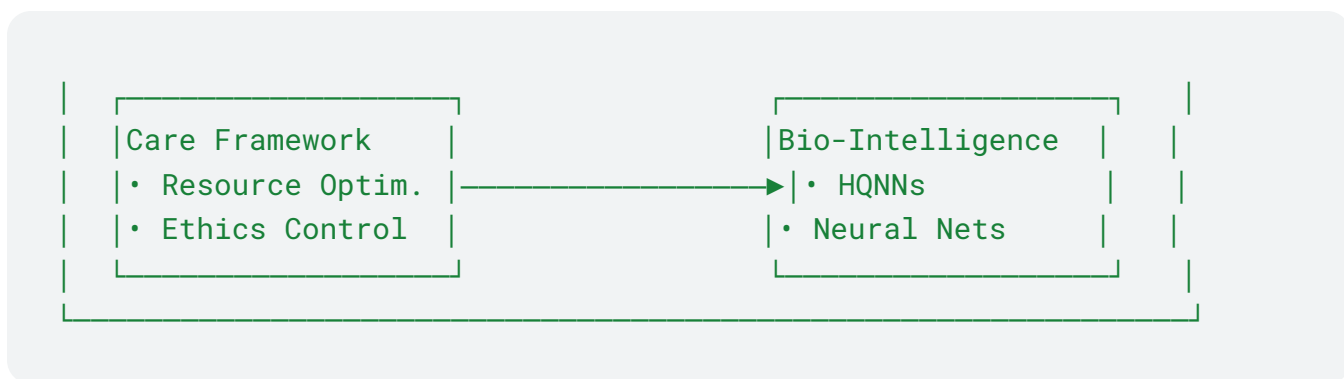 Care Framework Bio-Intelligence
• Resource Optim. • HQNNs
• Ethics Control • Neural Nets